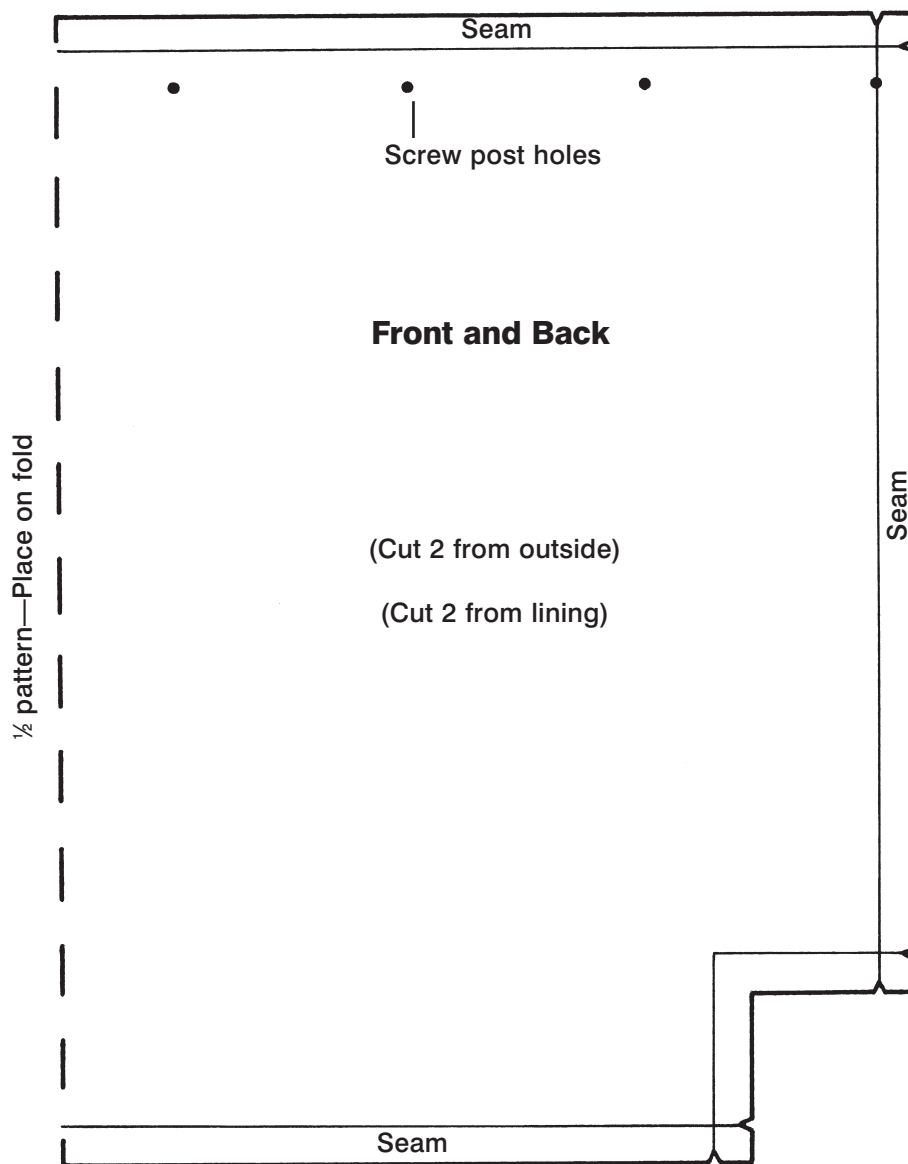 Seam
Screw post holes
Front and Back
½ pattern—Place on fold
Seam
(Cut 2 from outside)
(Cut 2 from lining)
Seam